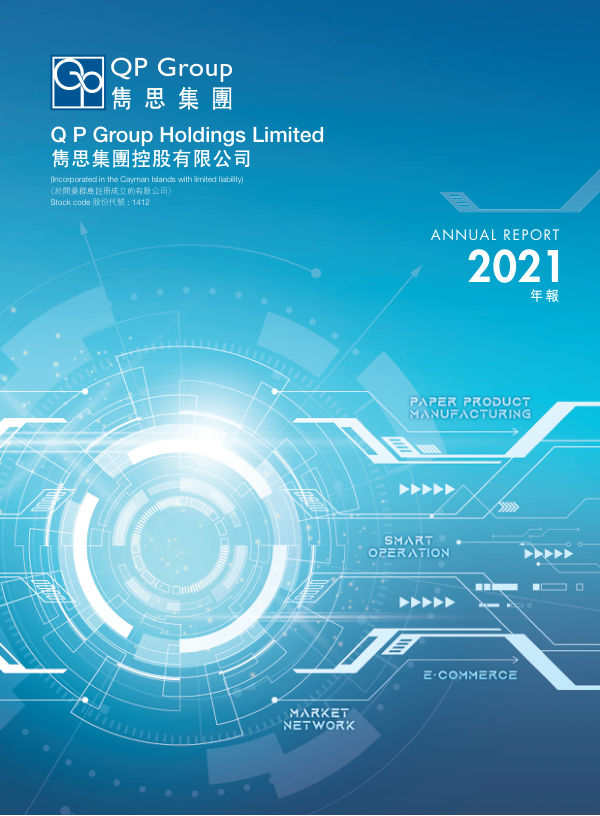 QP
QP Group
雋思集團
Q P Group Holdings Limited
雋思集團控股有限公司
(Incorporated in the Cayman Islands with limited liability)
（於開曼群島註冊成立的有限公司）
Stock code 股份代號 : 1412
ANNUAL REPORT
2021
年報
PAPER PRODUCT
MANUFACTURING
SMART
OPERATION
E-COMMERCE
MARKET
NETWORK